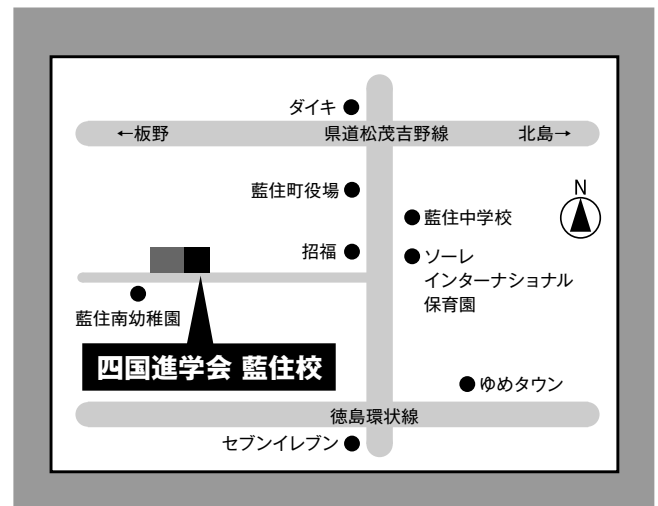 ダイキ
←板野
県道松茂吉野線
北島→
藍住町役場
N
藍住中学校
招福
ソーレ
インターナショナル
保育園
藍住南幼稚園
四国進学会 藍住校
ゆめタウン
徳島環状線
セブンイレブン